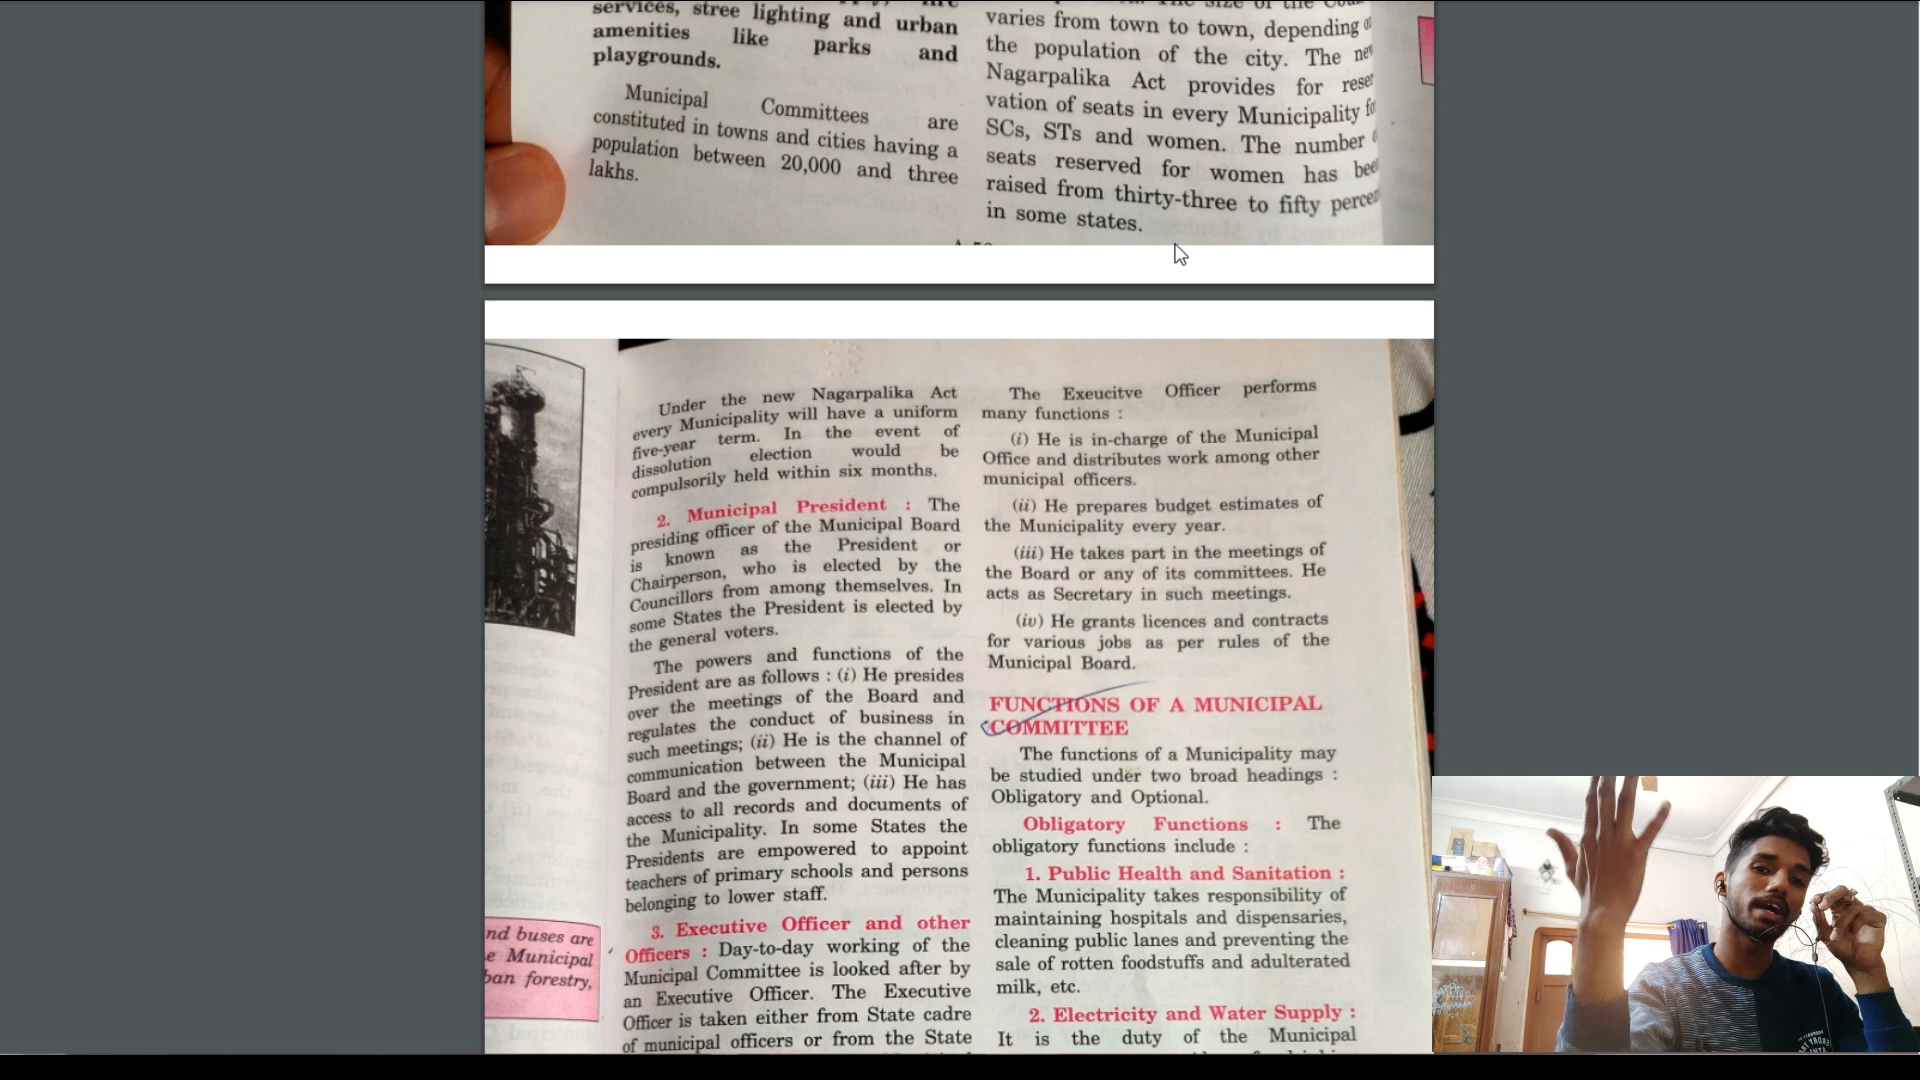 services, stree lighting and urban
amenities like parks and
playgrounds.
Municipal Committees are
constituted in towns and cities having a
population between 20,000 and three
lakhs.
varies from town to town, depending
the population of the city. The
Nagarpalika Act provides for reser
vation of seats in every Municipality
SCs, STs and women. The number
seats reserved for women has
raised from thirty-three to fifty
in some states.
Under the new Nagarpalika Act
every Municipality will have a uniform
five-year term. In the event of
dissolution election would be
compulsorily held within six months.
2. Municipal President : The
presiding officer of the Municipal Board
is known as the President or
Chairperson, who is elected by the
Councillors from among themselves. In
some States the President is elected by
the general voters.
The powers and functions of the
President are as follows : (i) He presides
over the meetings of the Board and
regulates the conduct of business in
such meetings; (ii) He is the channel of
communication between the Municipal
Board and the government; (iii) He has
access to all records and documents of
the Municipality. In some States the
Presidents are empowered to appoint
teachers of primary schools and persons
belonging to lower staff.
3. Executive Officer and other
Officers : Day-to-day working of the
Municipal Committee is looked after by
an Executive Officer. The Executive
Officer is taken either from State cadre
of municipal officers or from the State
The Exeucitve Officer performs
many functions :
(i) He is in-charge of the Municipal
Office and distributes work among other
municipal officers.
(ii) He prepares budget estimates of
the Municipality every year.
(iii) He takes part in the meetings of
the Board or any of its committees. He
acts as Secretary in such meetings.
(iv) He grants licences and contracts
for various jobs as per rules of the
Municipal Board.
FUNCTIONS OF A MUNICIPAL
COMMITTEE
The functions of a Municipality may
be studied under two broad headings :
Obligatory and Optional.
Obligatory Functions : The
obligatory functions include :
1. Public Health and Sanitation :
The Municipality takes responsibility of
maintaining hospitals and dispensaries,
cleaning public lanes and preventing the
sale of rotten foodstuffs and adulterated
milk, etc.
2. Electricity and Water Supply :
It is the duty of the Municipal
nd buses are
e Municipal
ban forestry,